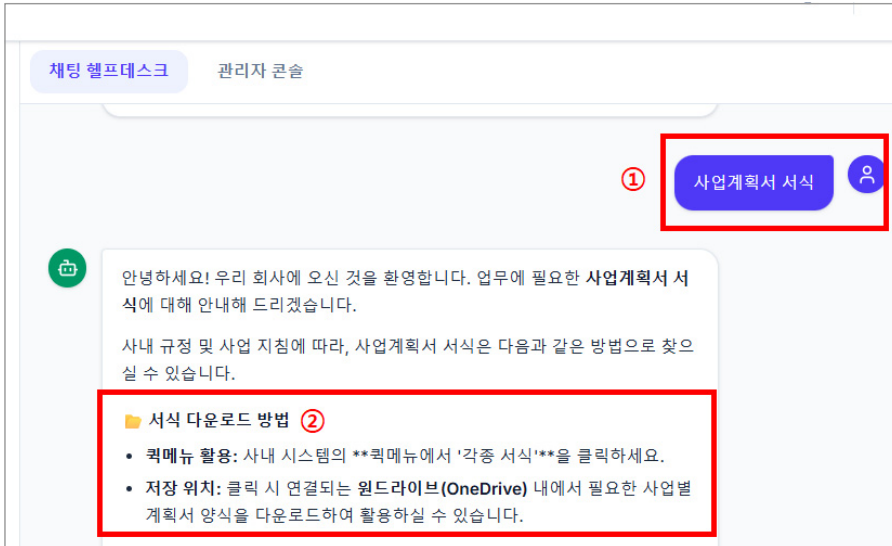 채팅 헬프데스크 관리자 콘솔
① 사업계획서 서식
안녕하세요! 우리 회사에 오신 것을 환영합니다. 업무에 필요한 사업계획서 서
식에 대해 안내해 드리겠습니다.
사내 규정 및 사업 지침에 따라, 사업계획서 서식은 다음과 같은 방법으로 찾으
실 수 있습니다.
📂 서식 다운로드 방법 ②
• 퀵메뉴 활용: 사내 시스템의 **퀵메뉴에서 '각종 서식'**을 클릭하세요.
• 저장 위치: 클릭 시 연결되는 원드라이브(OneDrive) 내에서 필요한 사업별
계획서 양식을 다운로드하여 활용하실 수 있습니다.